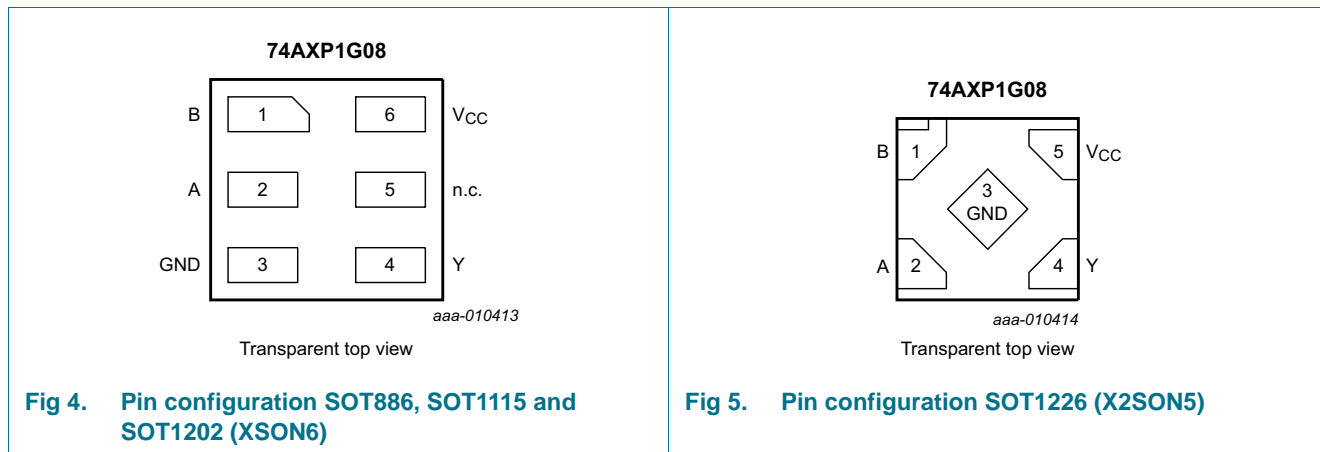 74AXP1G08
B 1 6 VCC
A 2 5 n.c.
GND 3 4 Y
aaa-010413
Transparent top view
Fig 4. Pin configuration SOT886, SOT1115 and
SOT1202 (XSON6)
74AXP1G08
B 1 5 VCC
3
GND
A 2 4 Y
aaa-010414
Transparent top view
Fig 5. Pin configuration SOT1226 (X2SON5)